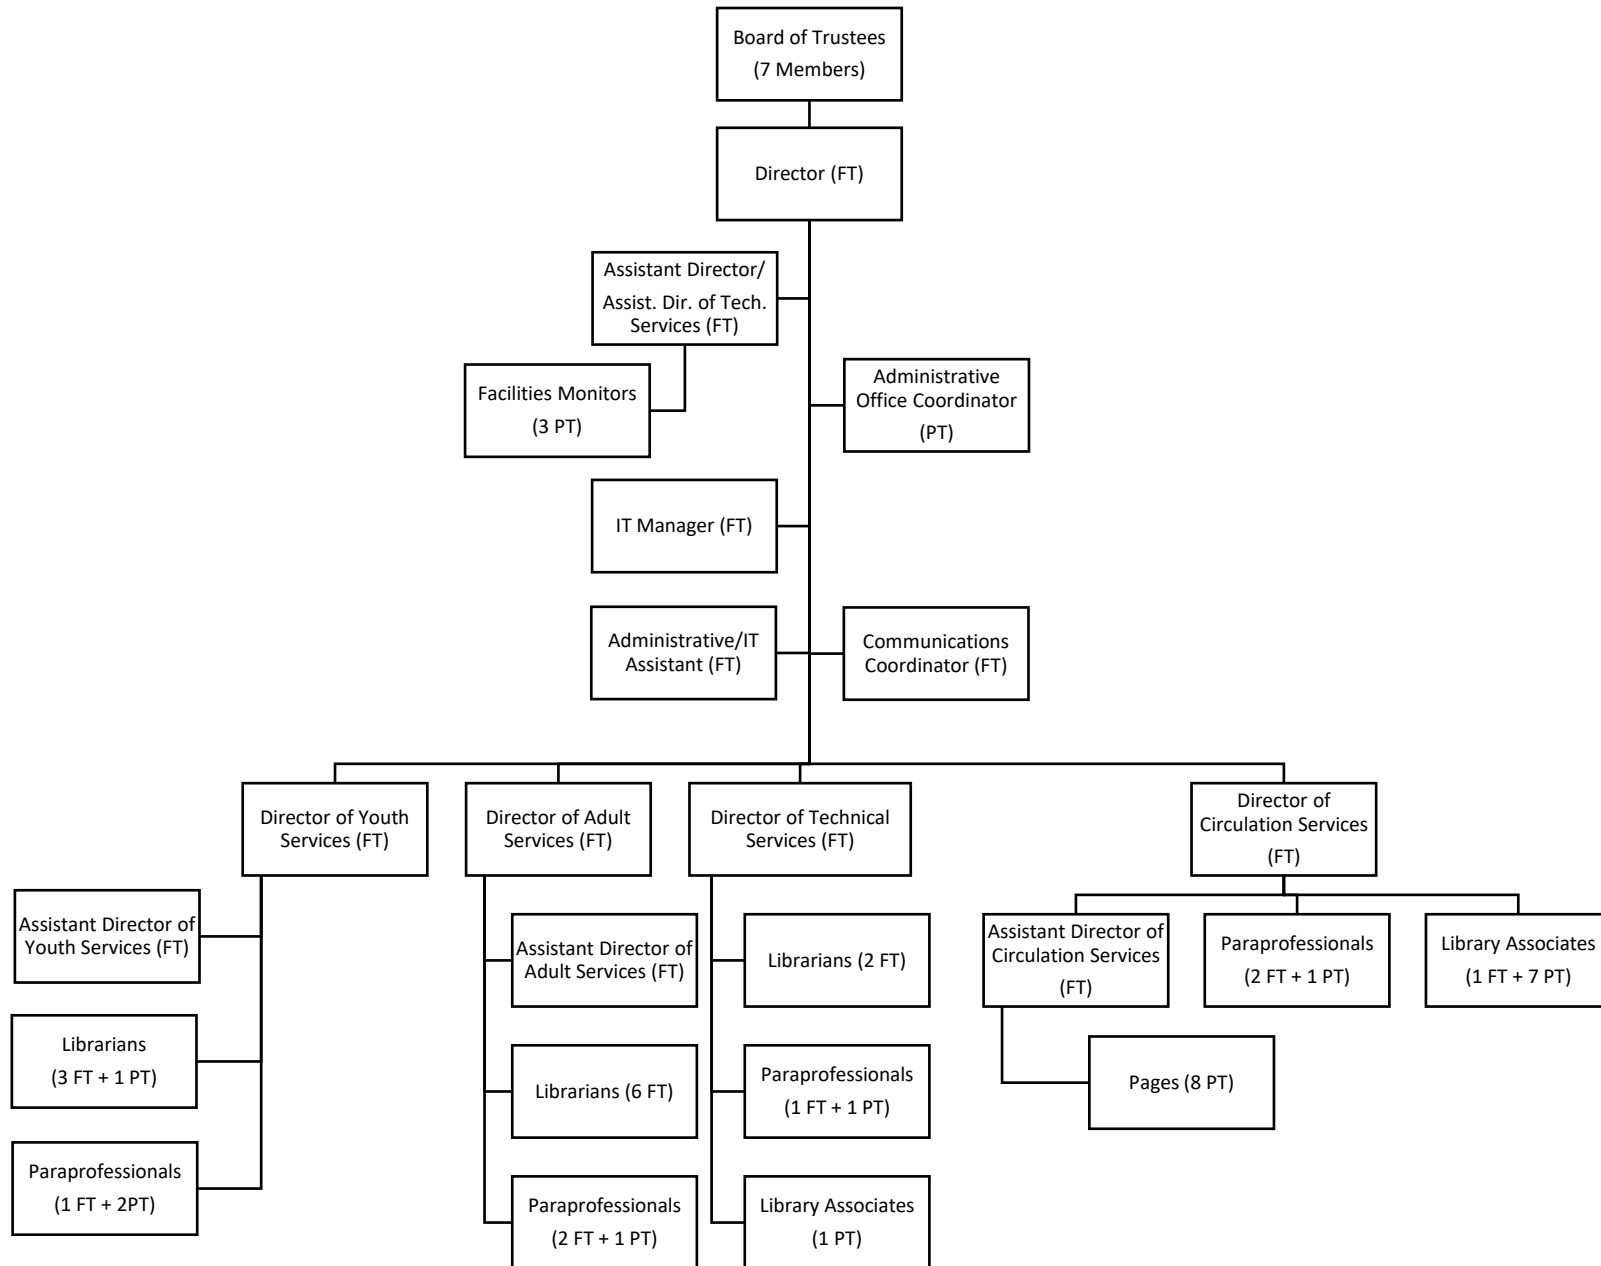 Board of Trustees
(7 Members)
Director (FT)
Assistant Director/
Assist. Dir. of Tech.
Services (FT)
Facilities Monitors
(3 PT)
Administrative
Office Coordinator
(PT)
IT Manager (FT)
Administrative/IT
Assistant (FT)
Communications
Coordinator (FT)
Director of Youth
Services (FT)
Director of Adult
Services (FT)
Director of Technical
Services (FT)
Director of
Circulation Services
(FT)
Assistant Director of
Youth Services (FT)
Librarians
(3 FT + 1 PT)
Paraprofessionals
(1 FT + 2PT)
Assistant Director of
Adult Services (FT)
Librarians (6 FT)
Paraprofessionals
(2 FT + 1 PT)
Librarians (2 FT)
Paraprofessionals
(1 FT + 1 PT)
Library Associates
(1 PT)
Assistant Director of
Circulation Services
(FT)
Pages (8 PT)
Paraprofessionals
(2 FT + 1 PT)
Library Associates
(1 FT + 7 PT)